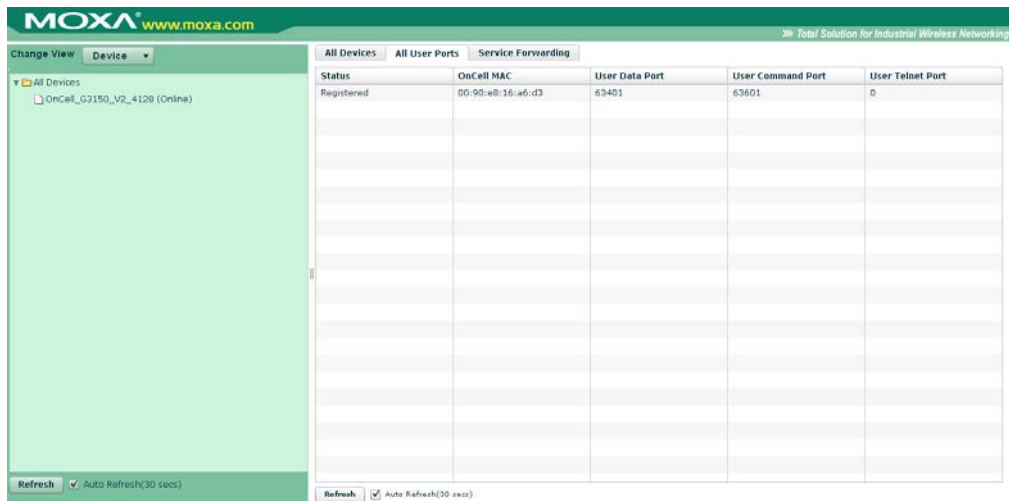 MOXA® www.moxa.com
Total Solution for Industrial Wireless Networking
Change View Device
All Devices
OnCell_G3150_V2_4128 (Online)
Refresh Auto Refresh(30 secs)
All Devices All User Ports Service Forwarding
Status OnCell MAC User Data Port User Command Port User Telnet Port
Registered 00:90:e8:16:a6:d3 63401 63601 0
Refresh Auto Refresh(30 secs)